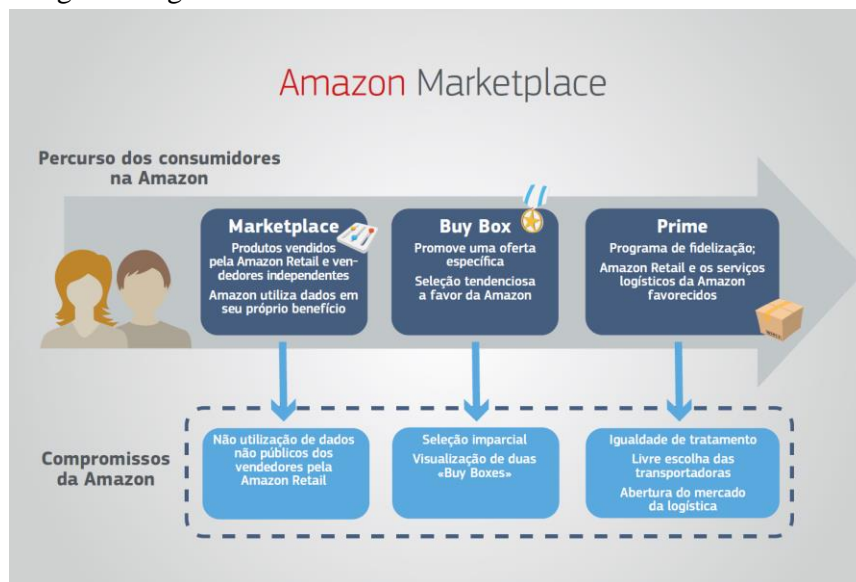 Amazon Marketplace
Percurso dos consumidores
na Amazon
Marketplace
Produtos vendidos
pela Amazon Retail e ven-
dedores independentes
Amazon utiliza dados em
seu próprio benefício
Buy Box
Promove uma oferta
específica
Seleção tendenciosa
a favor da Amazon
Prime
Programa de fidelização;
Amazon Retail e os serviços
logísticos da Amazon
favorecidos
Compromissos
da Amazon
Não utilização de dados
não públicos dos
vendedores pela
Amazon Retail
Seleção imparcial
Visualização de duas
«Buy Boxes»
Igualdade de tratamento
Livre escolha das
transportadoras
Abertura do mercado
da logística